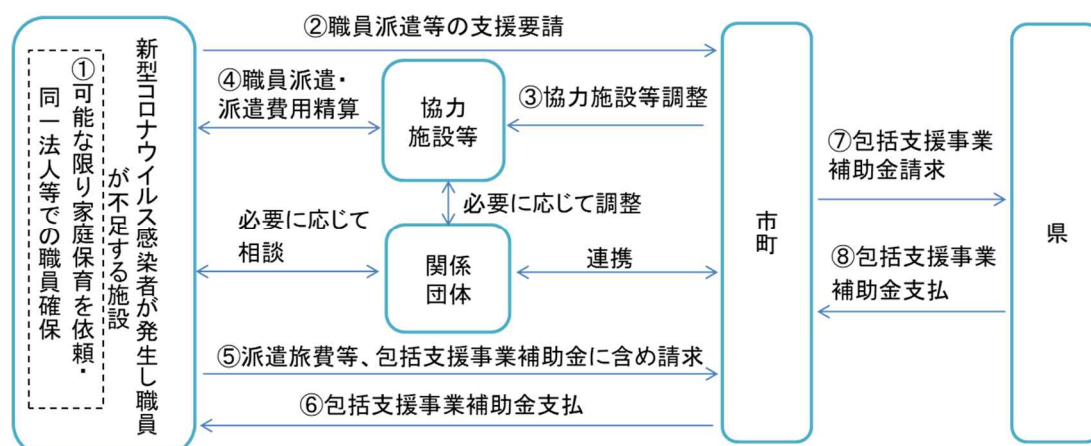 新型コロナウイルス感染者が発生し職員
が不足する施設
①可能な限り家庭保育を依頼・
同一法人等での職員確保
②職員派遣等の支援要請
④職員派遣・
派遣費用精算
協力
施設等
③協力施設等調整
必要に応じて調整
必要に応じて
相談
関係
団体
連携
⑤派遣旅費等、包括支援事業補助金に含め請求
⑥包括支援事業補助金支払
市町
⑦包括支援事業
補助金請求
⑧包括支援事業
補助金支払
県